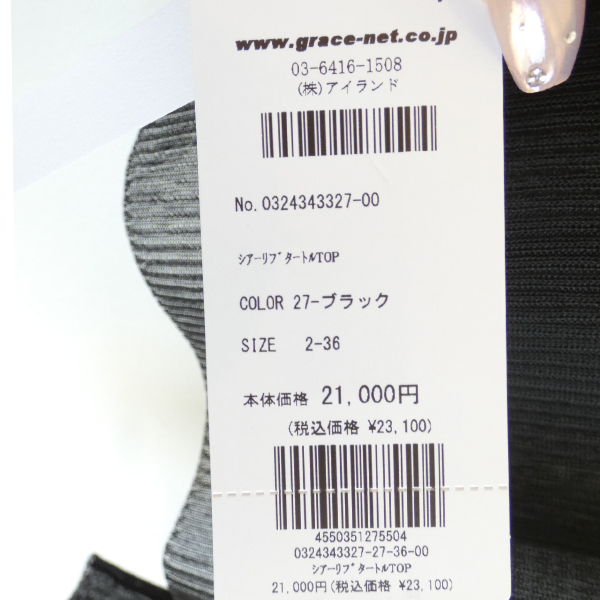 www.grace-net.co.jp
03-6416-1508
(株)アイランド
No.0324343327-00
ｼｱｰﾘﾌﾞﾀｰﾄﾙTOP
COLOR 27-ブラック
SIZE 2-36
本体価格 21,000円
(税込価格 ¥23,100)
4550351275504
0324343327-27-36-00
ｼｱｰﾘﾌﾞﾀｰﾄﾙTOP
21,000円(税込価格 ¥23,100)